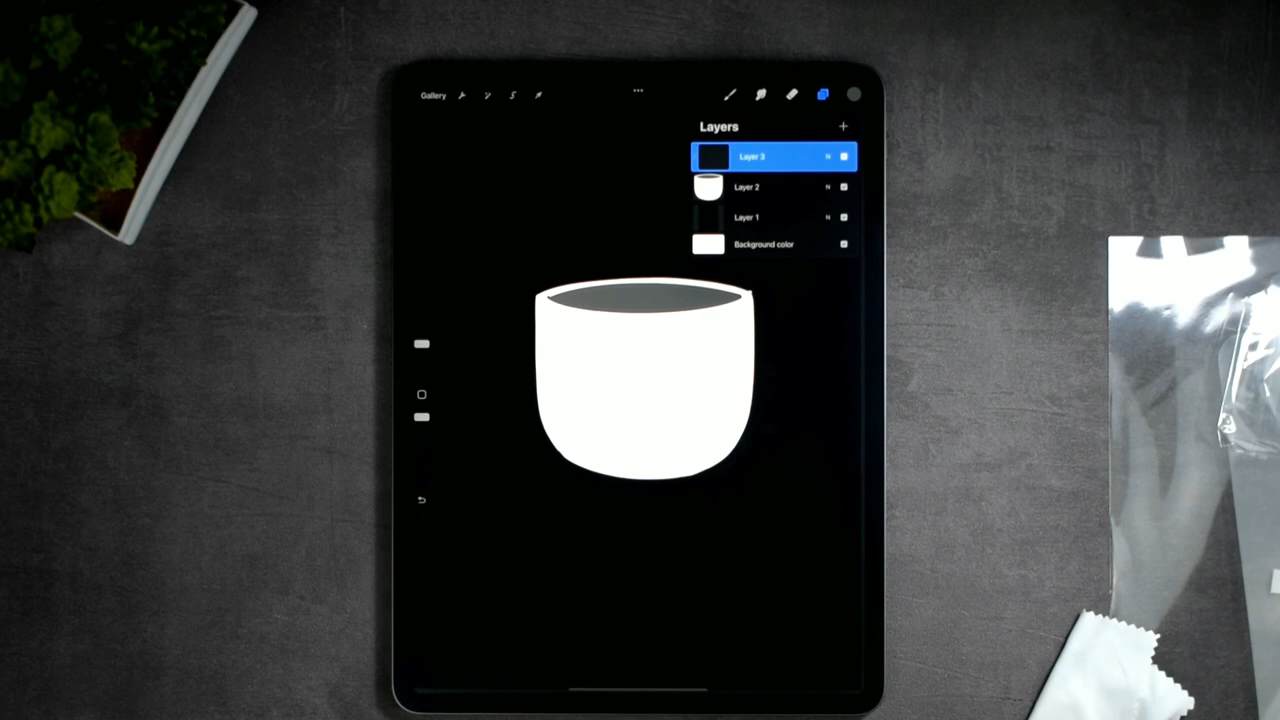 Gallery
Layers
Layer 3 N
Layer 2 N
Layer 1 N
Background color